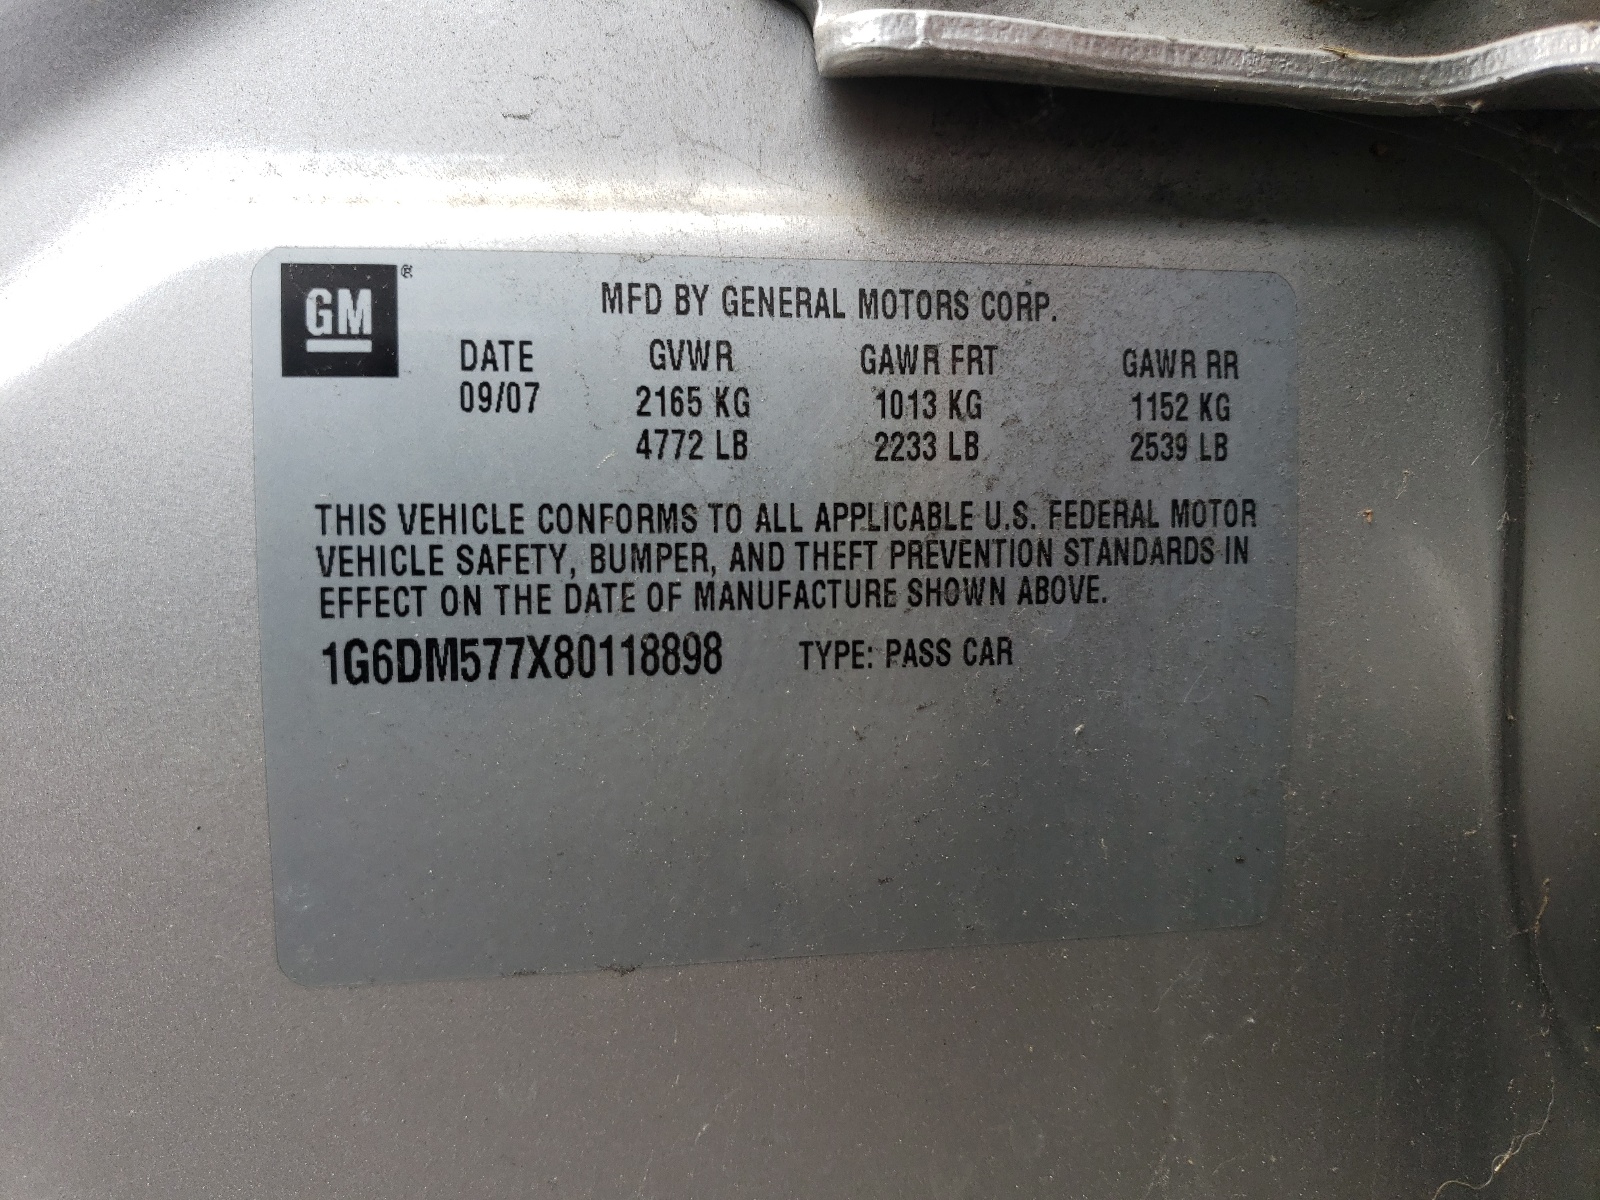 GM ®
MFD BY GENERAL MOTORS CORP.
DATE GVWR GAWR FRT GAWR RR
09/07 2165 KG 1013 KG 1152 KG
4772 LB 2233 LB 2539 LB
THIS VEHICLE CONFORMS TO ALL APPLICABLE U.S. FEDERAL MOTOR
VEHICLE SAFETY, BUMPER, AND THEFT PREVENTION STANDARDS IN
EFFECT ON THE DATE OF MANUFACTURE SHOWN ABOVE.
1G6DM577X80118898 TYPE: PASS CAR